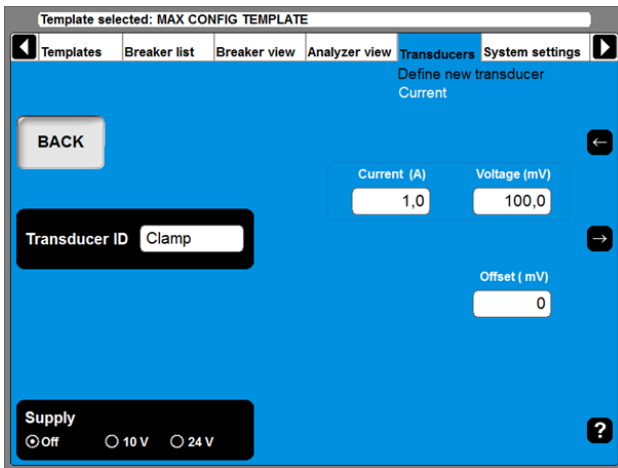 Template selected: MAX CONFIG TEMPLATE
Templates Breaker list Breaker view Analyzer view Transducers System settings
Define new transducer
Current
BACK
←
Current (A) Voltage (mV)
1,0 100,0
Transducer ID Clamp
→
Offset ( mV)
0
Supply
Off 10 V 24 V
?